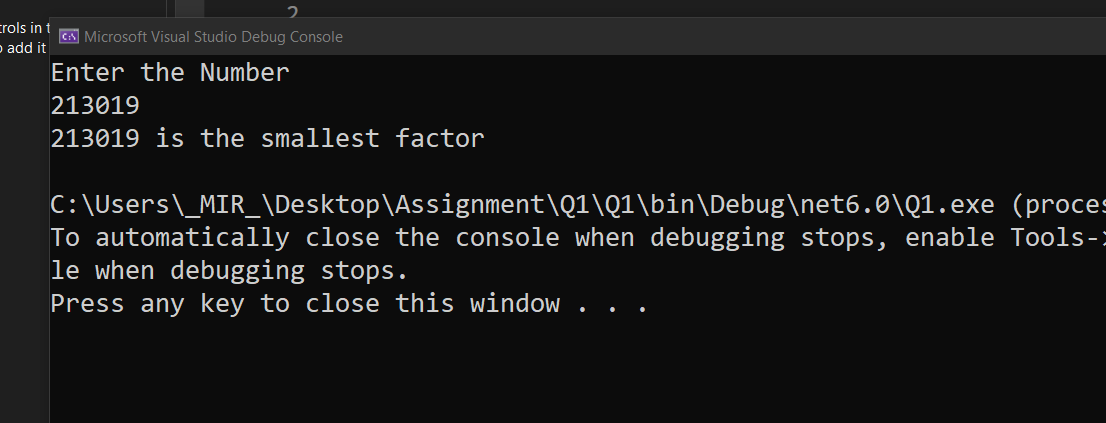 2
trols in t
o add it
Microsoft Visual Studio Debug Console
Enter the Number
213019
213019 is the smallest factor
C:\Users\_MIR_\Desktop\Assignment\Q1\Q1\bin\Debug\net6.0\Q1.exe (proces
To automatically close the console when debugging stops, enable Tools->
le when debugging stops.
Press any key to close this window . . .